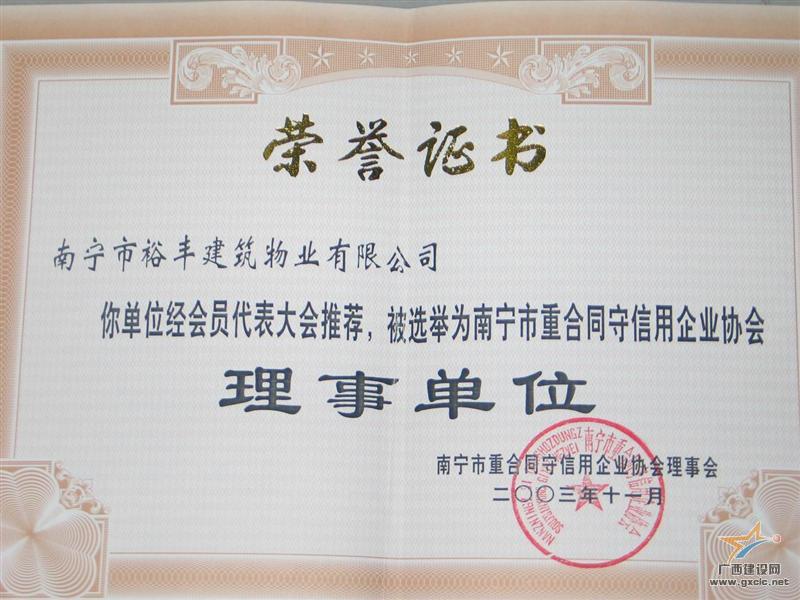 荣誉证书
南宁市裕丰建筑物业有限公司
你单位经会员代表大会推荐，被选举为南宁市重合同守信用企业协会
理事单位
南宁市重合同守信用企业协会理事会
二〇〇三年十一月
广西建设网
www.gxcic.net